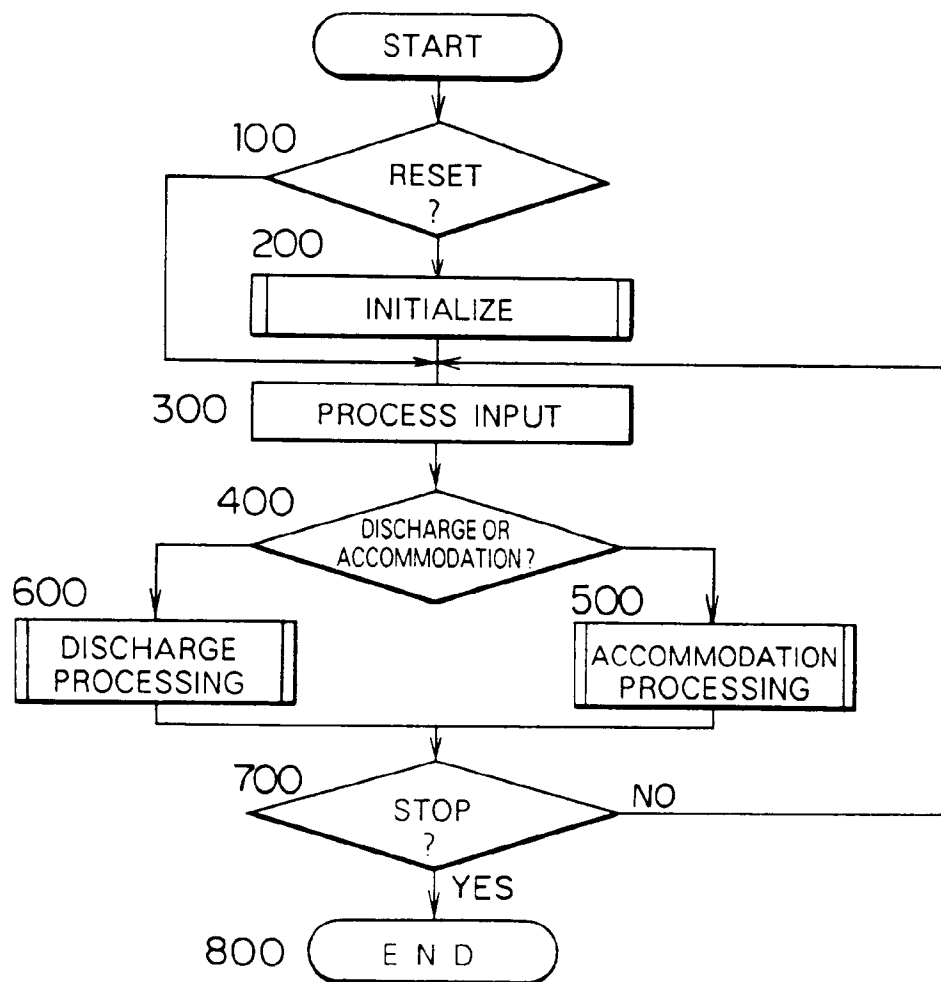 START
100
RESET
?
200
INITIALIZE
300
PROCESS INPUT
400
DISCHARGE OR
ACCOMMODATION ?
600
DISCHARGE
PROCESSING
500
ACCOMMODATION
PROCESSING
700
STOP
?
NO
YES
800
E N D